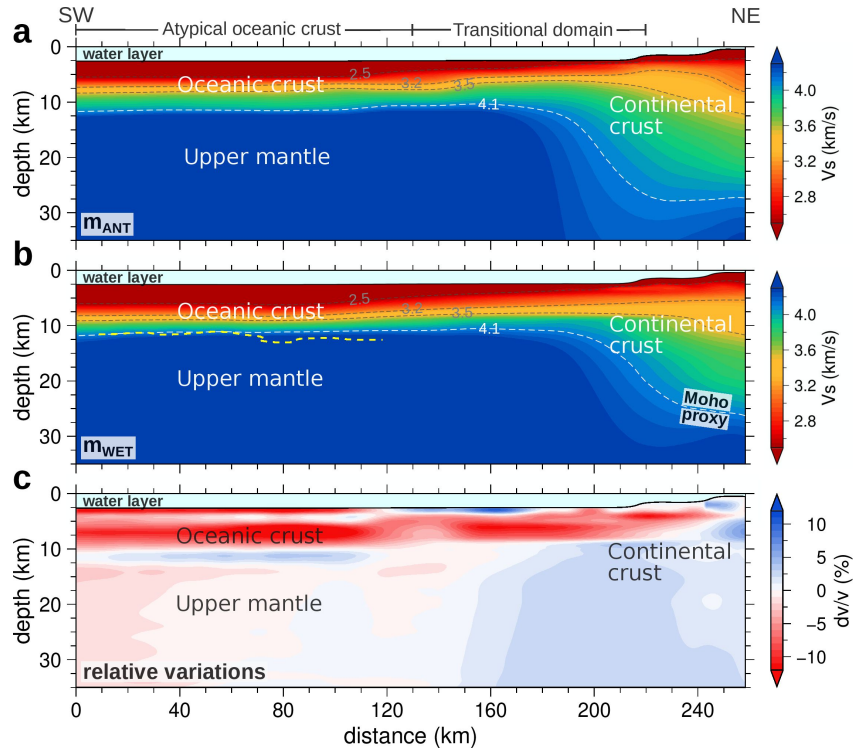 SW NE
Atypical oceanic crust Transitional domain
a
0
10
20
30
depth (km)
water layer
2.5 3.2 3.5 4.1
Oceanic crust
Continental
crust
Upper mantle
m ANT
4.0
3.6
3.2
2.8
Vs (km/s)
b
0
10
20
30
depth (km)
water layer
2.5 3.2 3.5 4.1
Oceanic crust
Continental
crust
Upper mantle
Moho
proxy
m WET
4.0
3.6
3.2
2.8
Vs (km/s)
c
0
10
20
30
depth (km)
water layer
Oceanic crust
Continental
crust
Upper mantle
relative variations
10
5
0
−5
−10
dv/v (%)
0 40 80 120 160 200 240
distance (km)